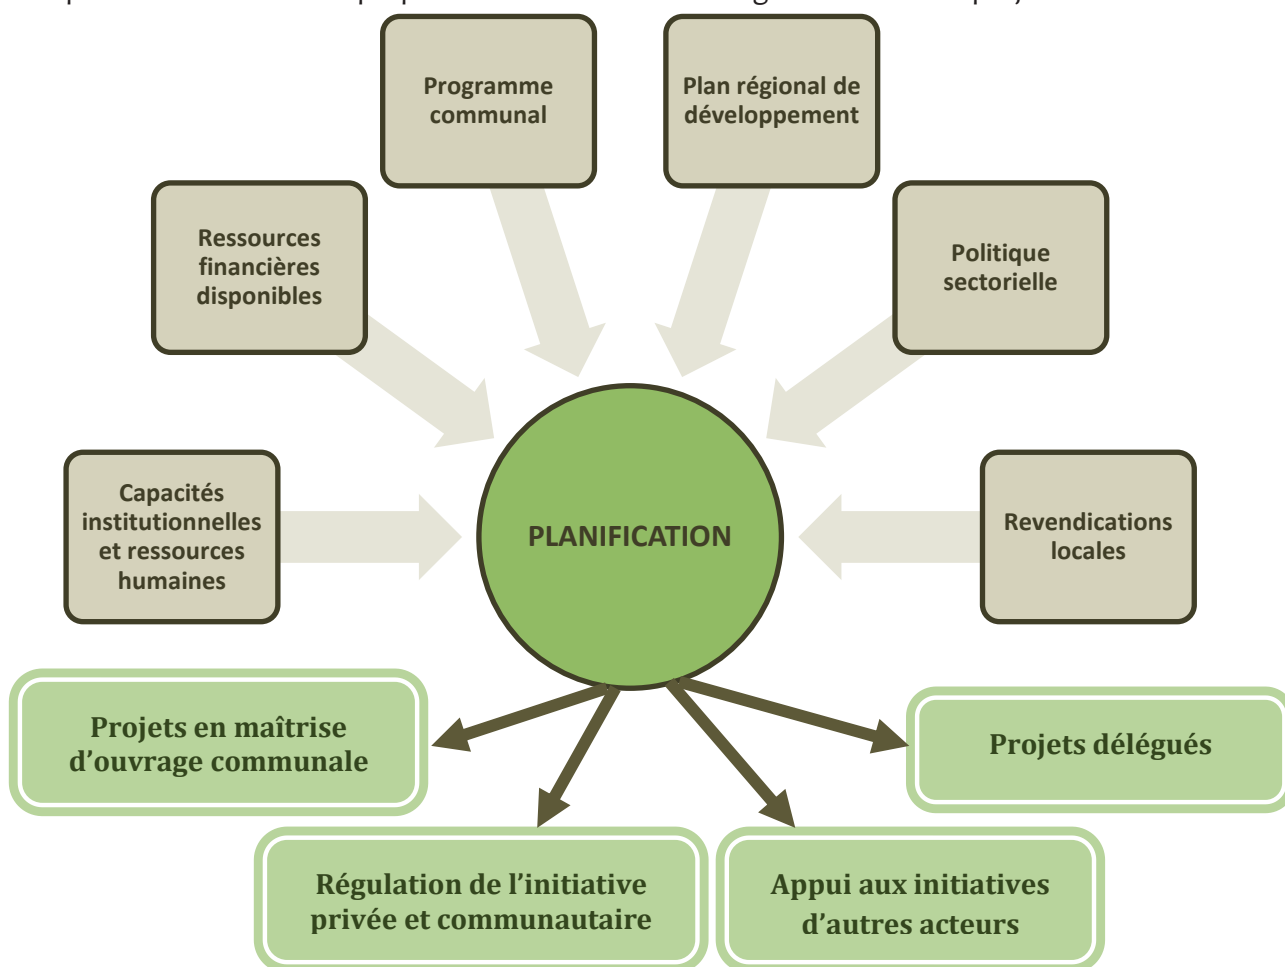 Programme
communal
Plan régional de
développement
Ressources
financières
disponibles
Politique
sectorielle
Capacités
institutionnelles
et ressources
humaines
PLANIFICATION
Revendications
locales
Projets en maîtrise
d’ouvrage communale
Projets délégués
Régulation de l’initiative
privée et communautaire
Appui aux initiatives
d’autres acteurs